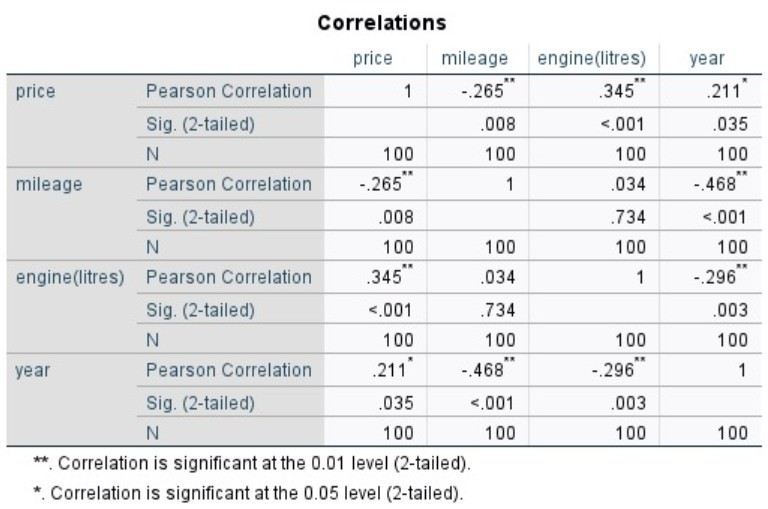 Correlations
price mileage engine(litres) year
price Pearson Correlation 1 -.265** .345** .211*
Sig. (2-tailed) .008 <.001 .035
N 100 100 100 100
mileage Pearson Correlation -.265** 1 .034 -.468**
Sig. (2-tailed) .008 .734 <.001
N 100 100 100 100
engine(litres) Pearson Correlation .345** .034 1 -.296**
Sig. (2-tailed) <.001 .734 .003
N 100 100 100 100
year Pearson Correlation .211* -.468** -.296** 1
Sig. (2-tailed) .035 <.001 .003
N 100 100 100 100
**. Correlation is significant at the 0.01 level (2-tailed).
*. Correlation is significant at the 0.05 level (2-tailed).